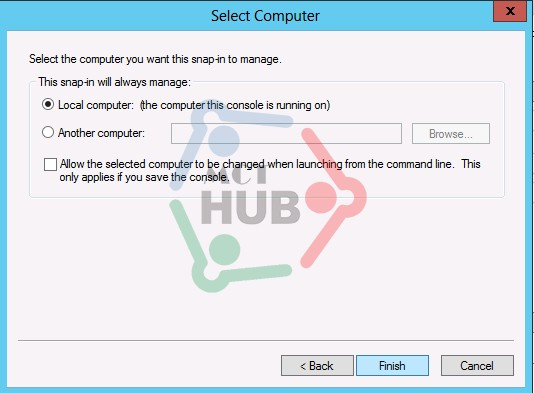 Select Computer
x
Select the computer you want this snap-in to manage.
This snap-in will always manage:
Local computer: (the computer this console is running on)
Another computer:
Browse...
Allow the selected computer to be changed when launching from the command line. This
only applies if you save the console.
MCT
HUB
< Back
Finish
Cancel